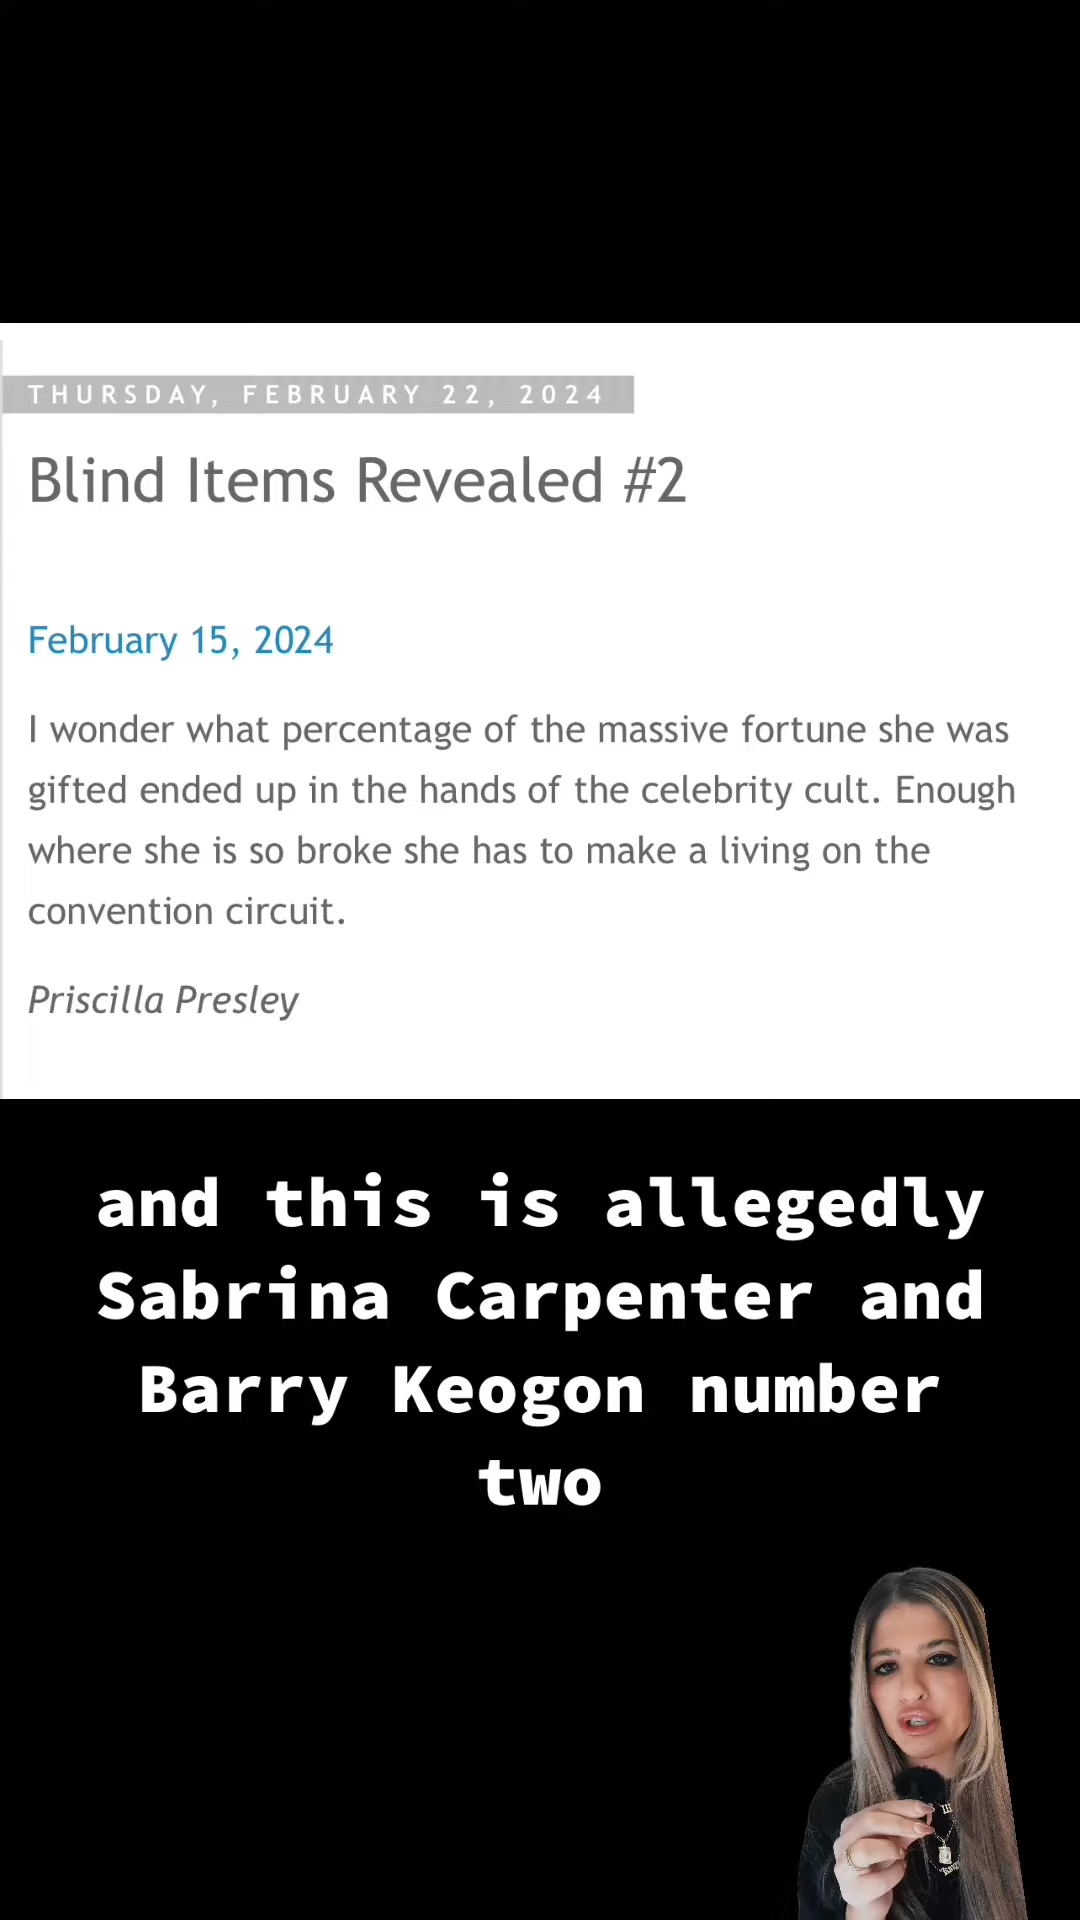 THURSDAY, FEBRUARY 22, 2024
Blind Items Revealed #2
February 15, 2024
I wonder what percentage of the massive fortune she was
gifted ended up in the hands of the celebrity cult. Enough
where she is so broke she has to make a living on the
convention circuit.
Priscilla Presley
and this is allegedly
Sabrina Carpenter and
Barry Keogon number
two